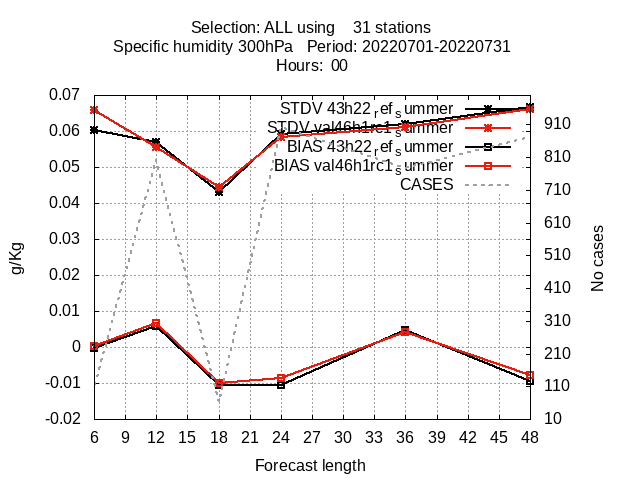 Selection: ALL using    31 stations
Specific humidity 300hPa   Period: 20220701-20220731
Hours:  00
STDV 43h22_ref_summer
STDV val46h1rc1_summer
BIAS 43h22_ref_summer
BIAS val46h1rc1_summer
CASES
0.07
0.06
0.05
0.04
0.03
0.02
0.01
0
-0.01
-0.02
g/Kg
910
810
710
610
510
410
310
210
110
10
No cases
6 9 12 15 18 21 24 27 30 33 36 39 42 45 48
Forecast length